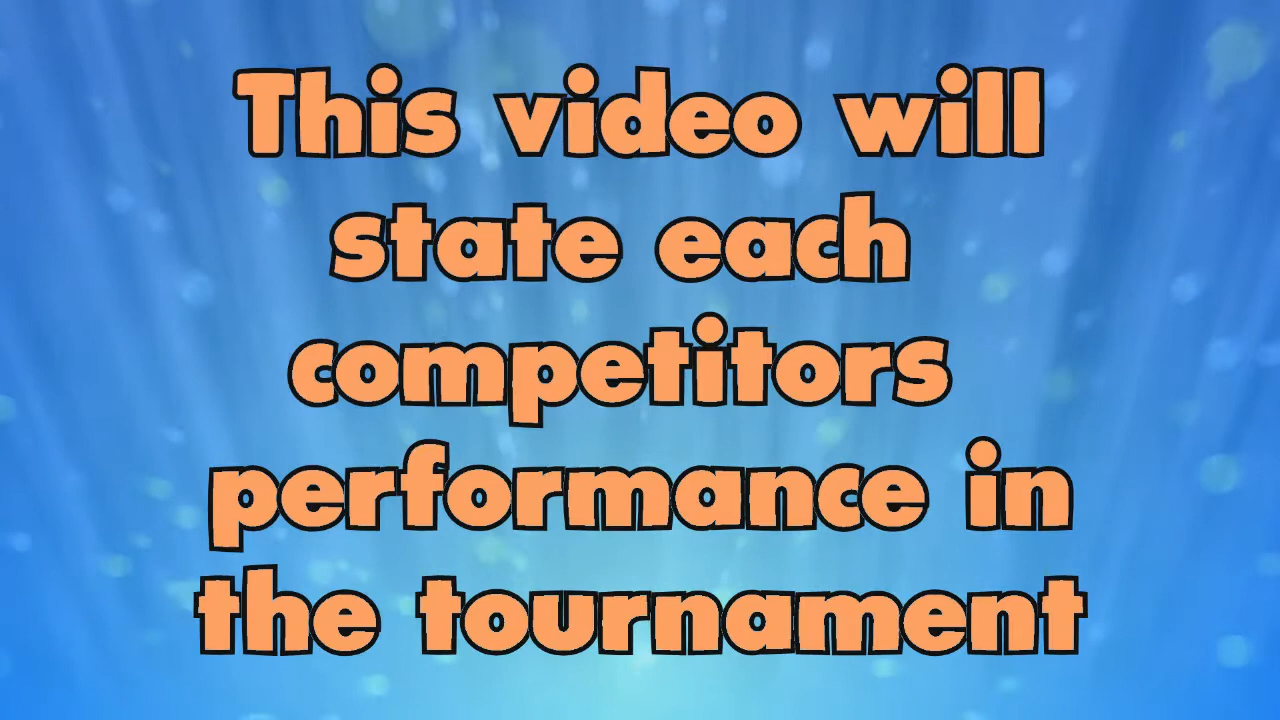 This video will
state each
competitors
performance in
the tournament